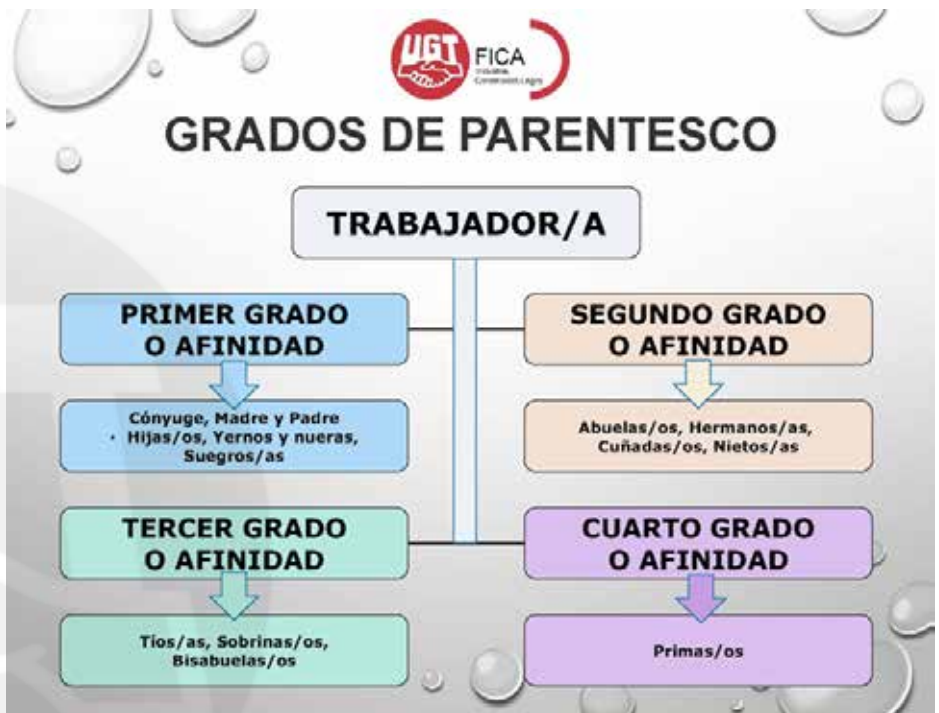 UGT
FICA
GRADOS DE PARENTESCO
TRABAJADOR/A
PRIMER GRADO
O AFINIDAD
Cónyuge, Madre y Padre
• Hijas/os, Yernos y nueras,
Suegros/as
SEGUNDO GRADO
O AFINIDAD
Abuelas/os, Hermanos/as,
Cuñadas/os, Nietos/as
TERCER GRADO
O AFINIDAD
Tíos/as, Sobrinas/os,
Bisabuelas/os
CUARTO GRADO
O AFINIDAD
Primas/os